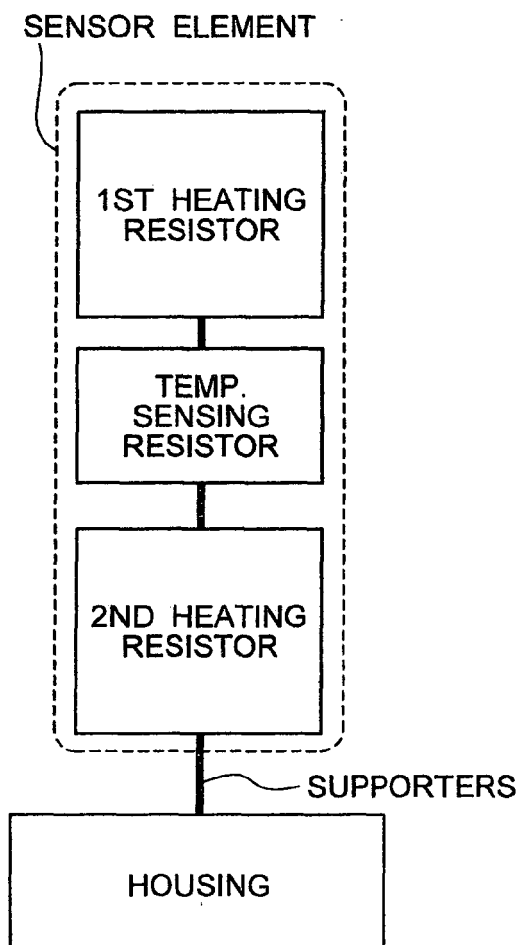 SENSOR ELEMENT
1ST HEATING
RESISTOR
TEMP.
SENSING
RESISTOR
2ND HEATING
RESISTOR
SUPPORTERS
HOUSING